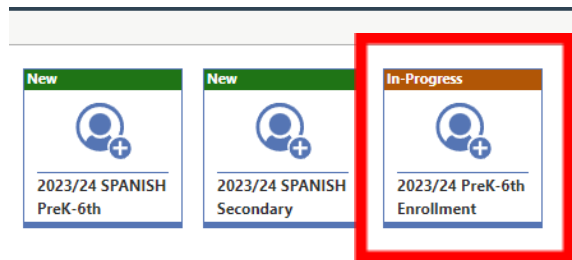 New
2023/24 SPANISH
PreK-6th
New
2023/24 SPANISH
Secondary
In-Progress
2023/24 PreK-6th
Enrollment